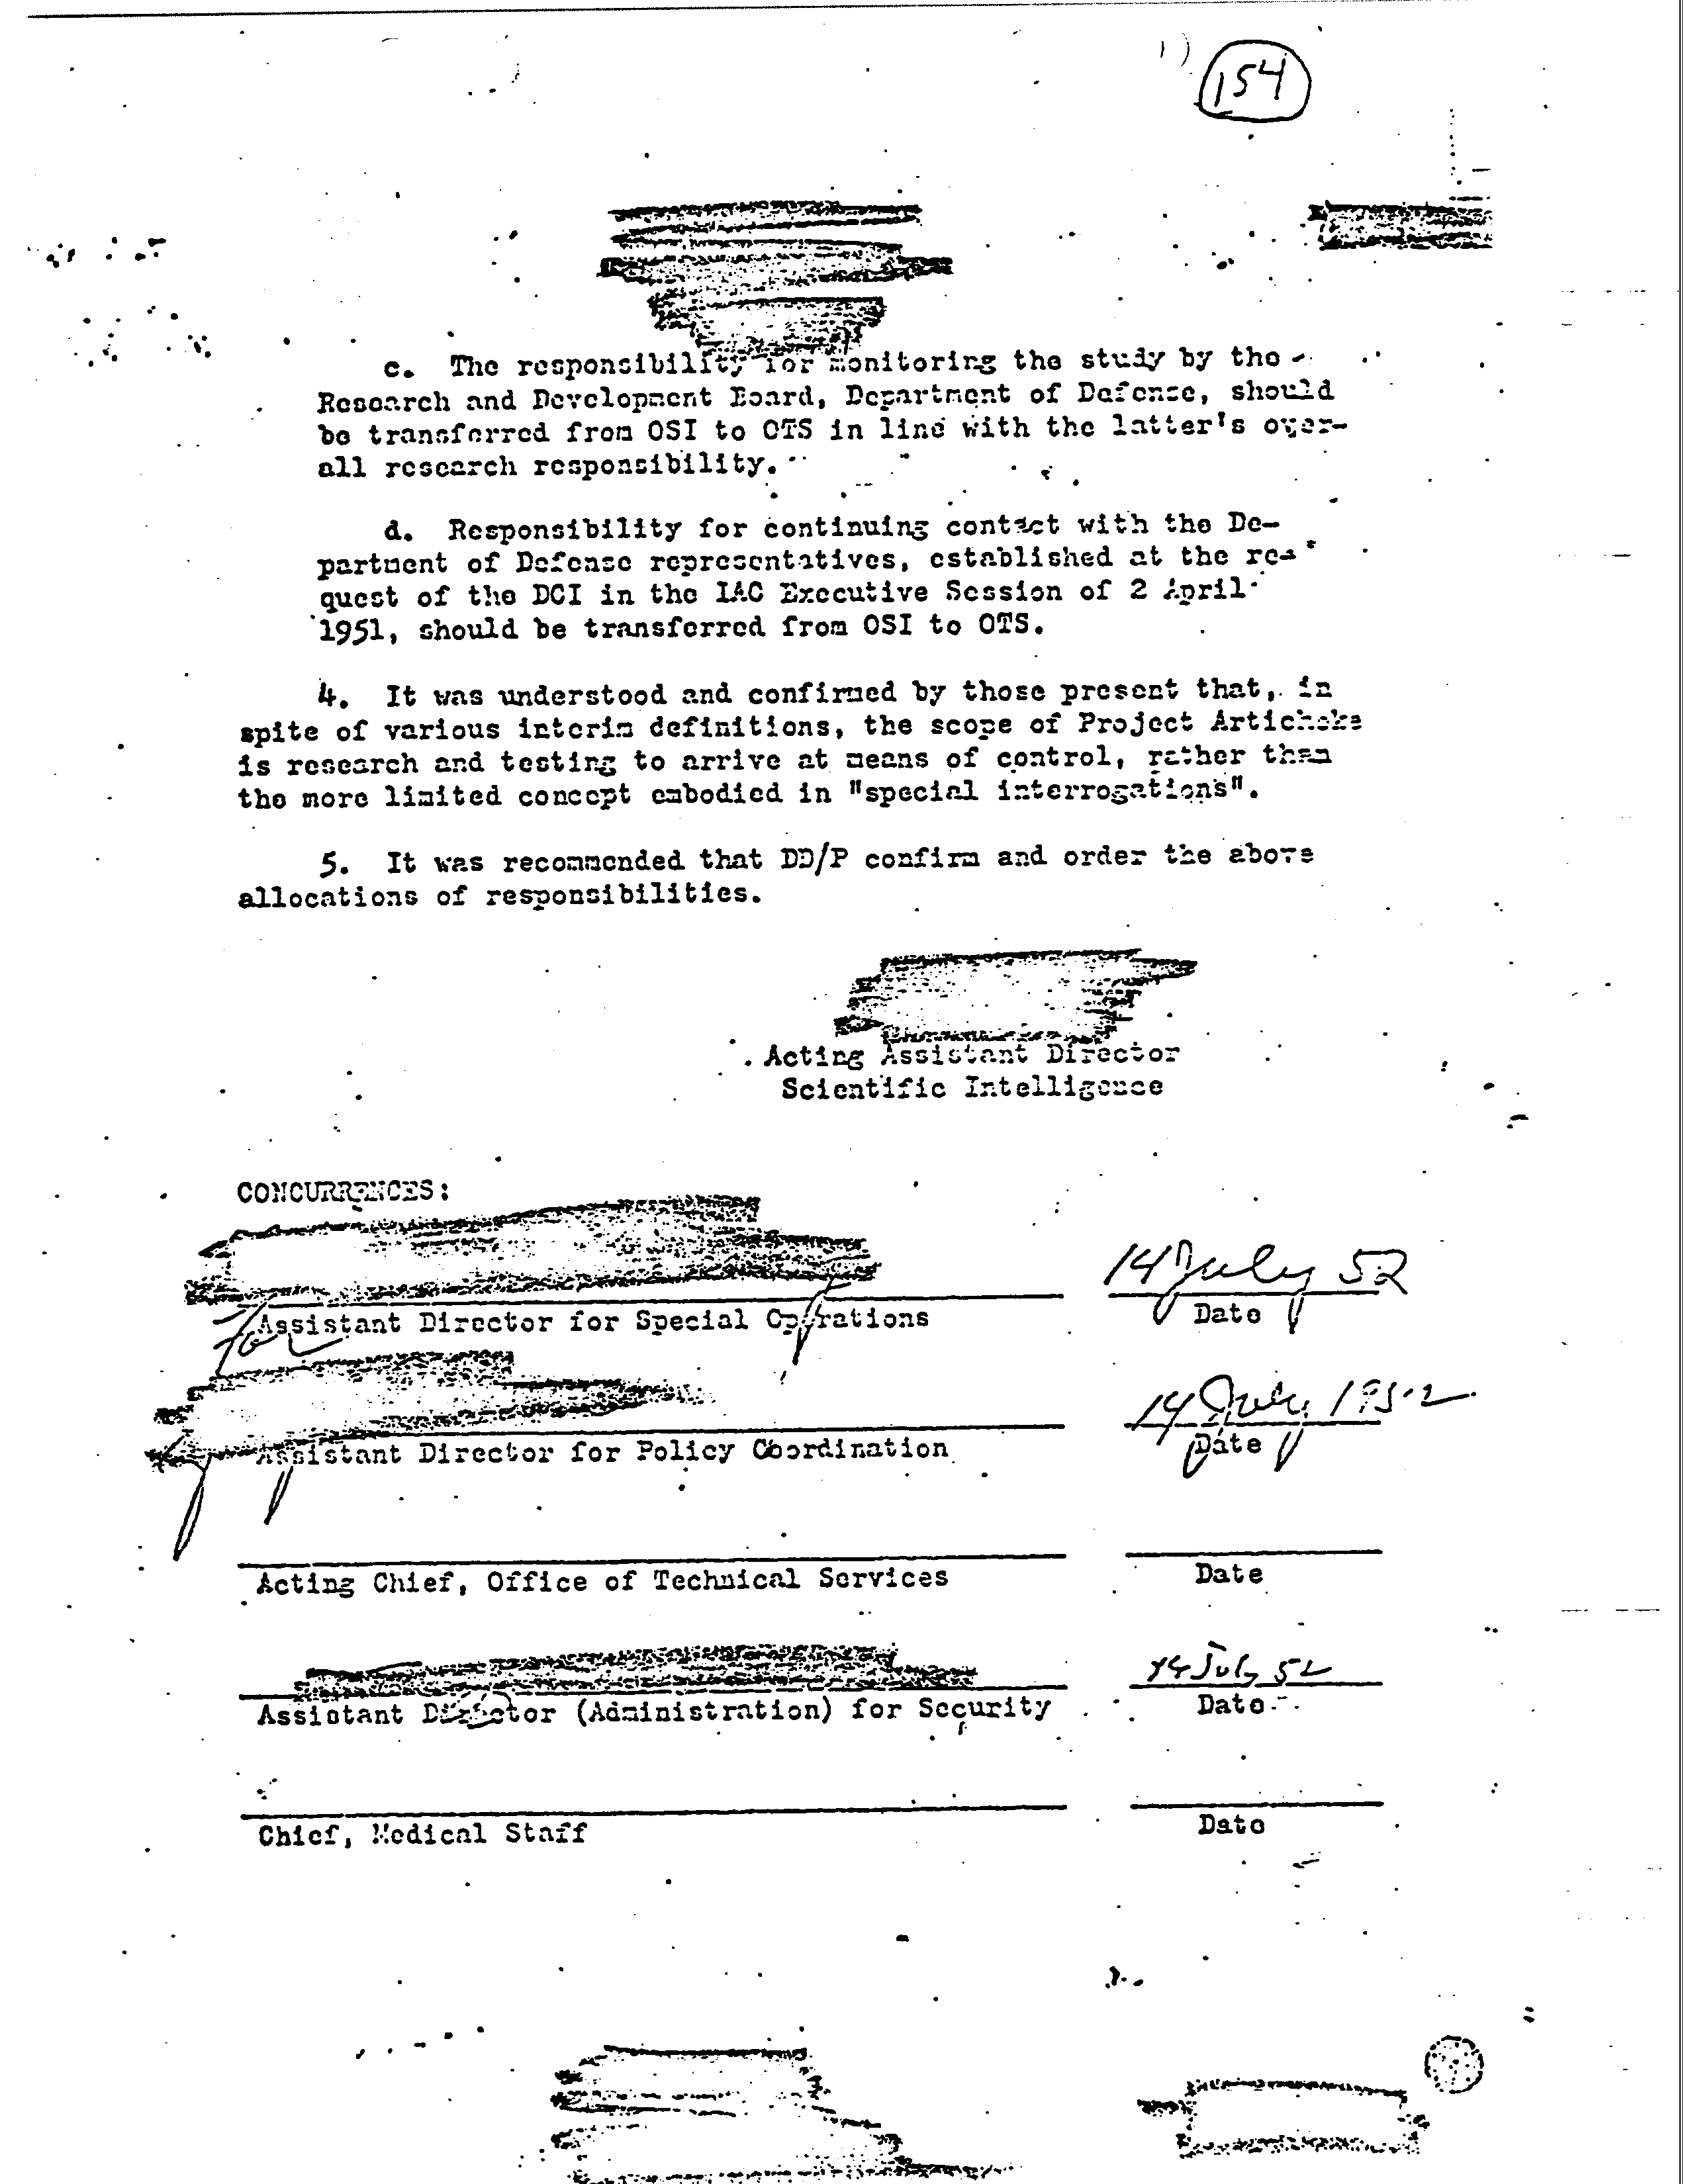 154
c. The responsibility for monitoring the study by the
Research and Development Board, Department of Defense, should
be transferred from OSI to OTS in line with the latter's over-
all research responsibility.
d. Responsibility for continuing contact with the De-
partment of Defense representatives, established at the re-
quest of the DCI in the IAC Executive Session of 2 April
1951, should be transferred from OSI to OTS.
4. It was understood and confirmed by those present that, in
spite of various interim definitions, the scope of Project Artichoke
is research and testing to arrive at means of control, rather than
the more limited concept embodied in "special interrogations".
5. It was recommended that DD/P confirm and order the above
allocations of responsibilities.
Acting Assistant Director
Scientific Intelligence
CONCURRENCES:
14 July 52
Assistant Director for Special Operations Date
for
14 July 1952
Assistant Director for Policy Coordination Date
Acting Chief, Office of Technical Services Date
14 July 52
Assistant Director (Administration) for Security Date
Chief, Medical Staff Date